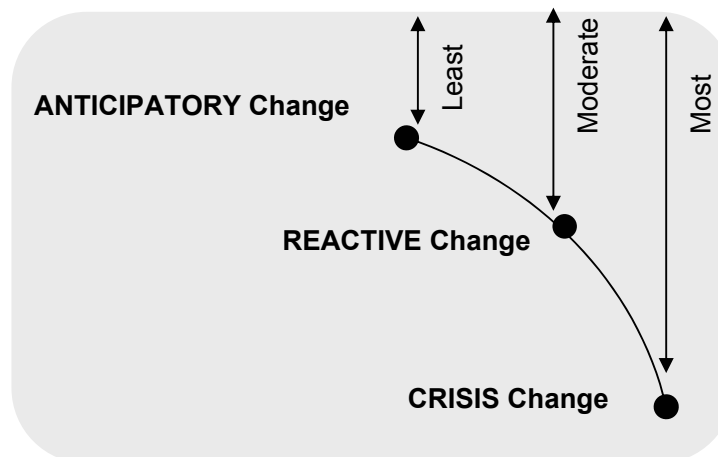 Least
Moderate
Most
ANTICIPATORY Change
REACTIVE Change
CRISIS Change